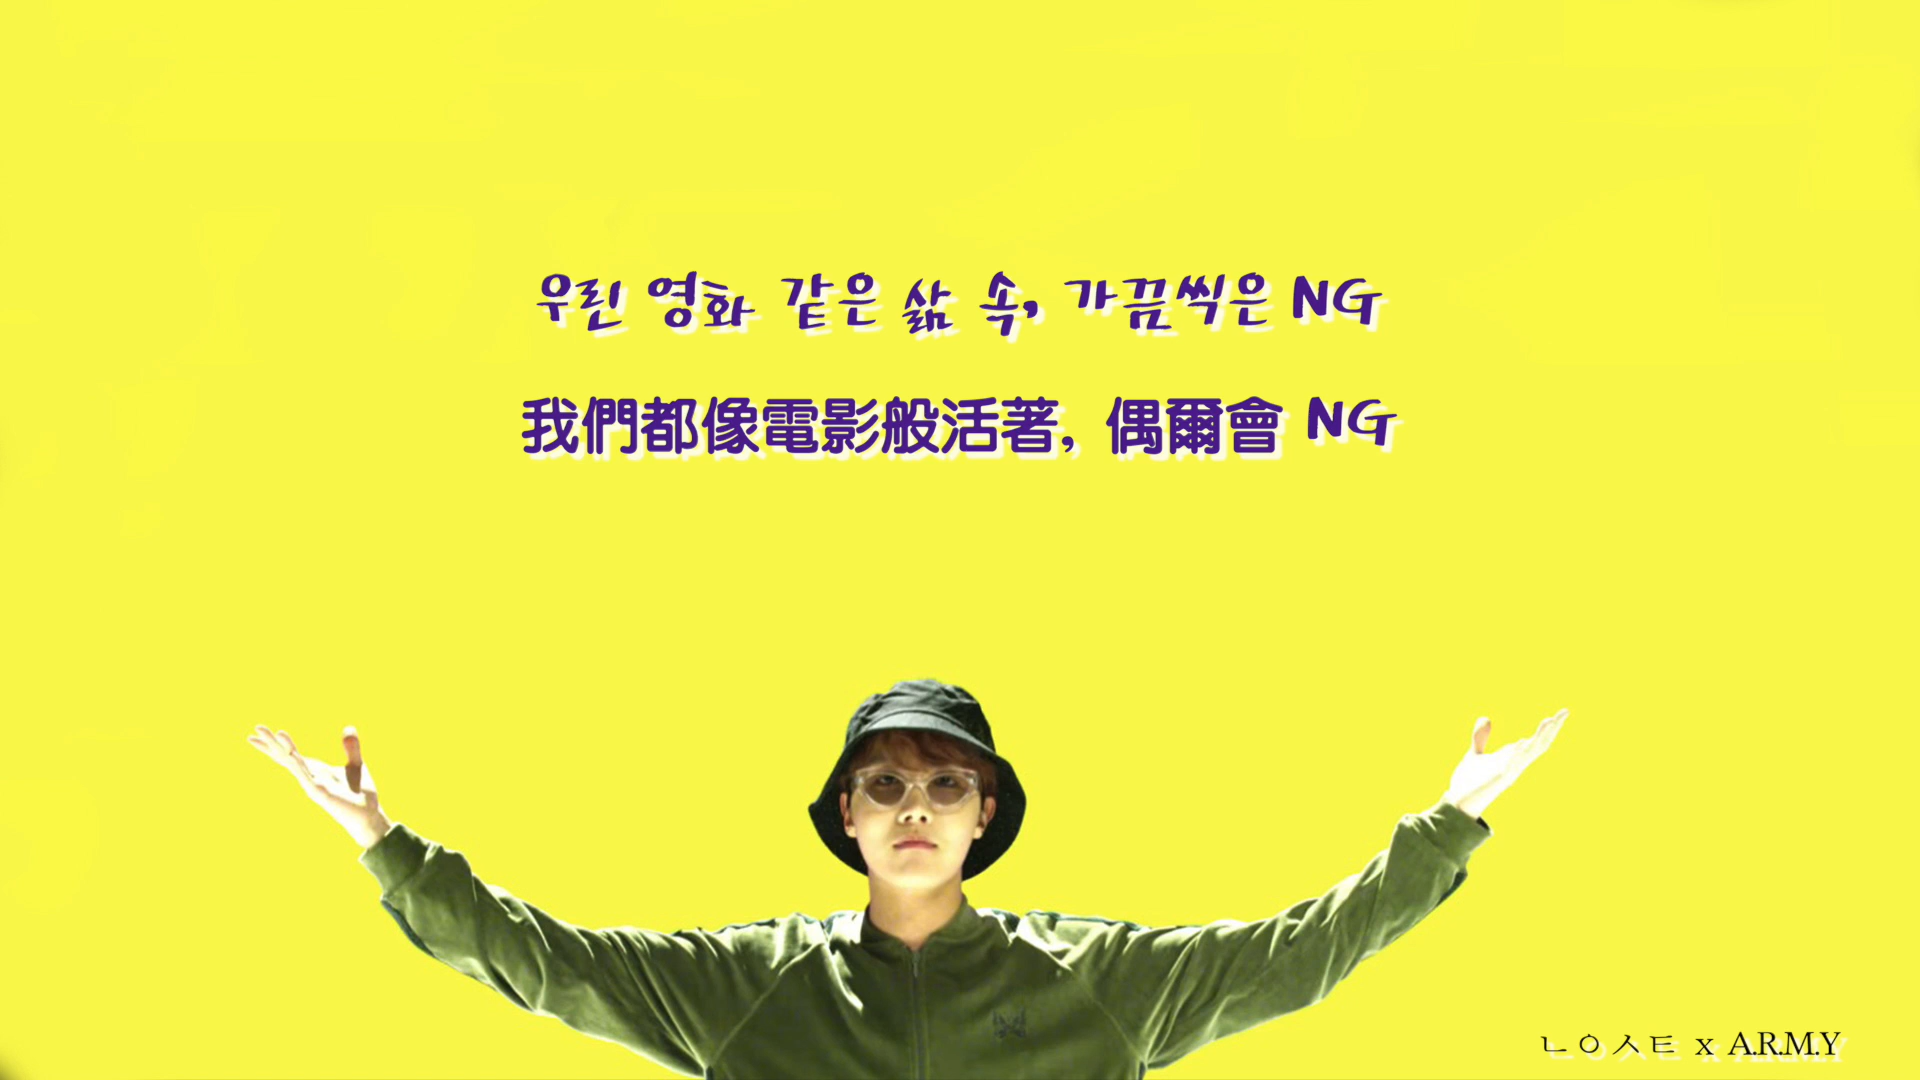 우린 영화 같은 삶 속, 가끔씩은 NG
我們都像電影般活著, 偶爾會 NG
ㄴㅇㅅㅌ x A.R.M.Y